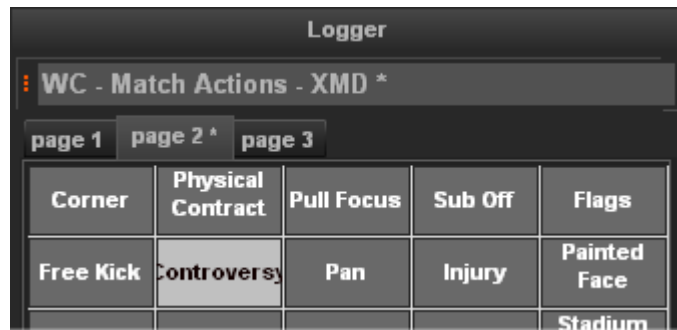 Logger
WC - Match Actions - XMD *
page 1 page 2 * page 3
Corner
Physical
Contract
Pull Focus
Sub Off
Flags
Free Kick
Controversy
Pan
Injury
Painted
Face
Stadium